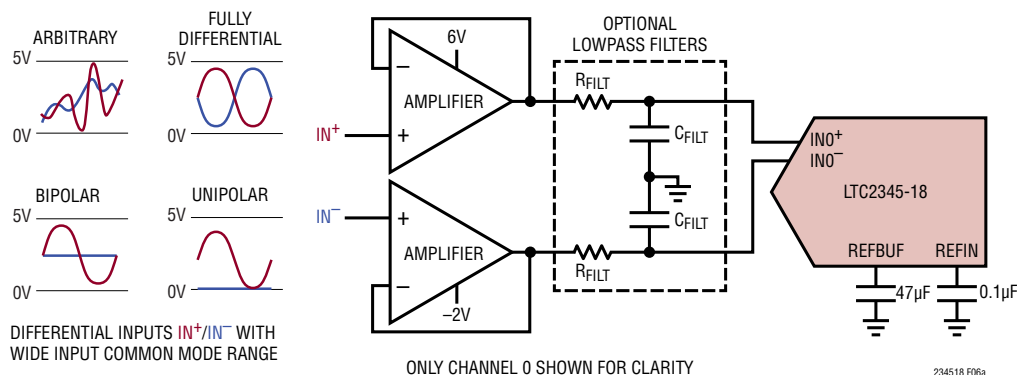 ARBITRARY
5V
0V
FULLY
DIFFERENTIAL
5V
0V
BIPOLAR
5V
0V
UNIPOLAR
5V
0V
DIFFERENTIAL INPUTS IN+/IN− WITH
WIDE INPUT COMMON MODE RANGE
6V
−
AMPLIFIER
+
IN+
IN−
+
AMPLIFIER
−
−2V
OPTIONAL
LOWPASS FILTERS
RFILT
CFILT
CFILT
RFILT
IN0+
IN0−
LTC2345-18
REFBUF
REFIN
47µF
0.1µF
ONLY CHANNEL 0 SHOWN FOR CLARITY
234518 F06a